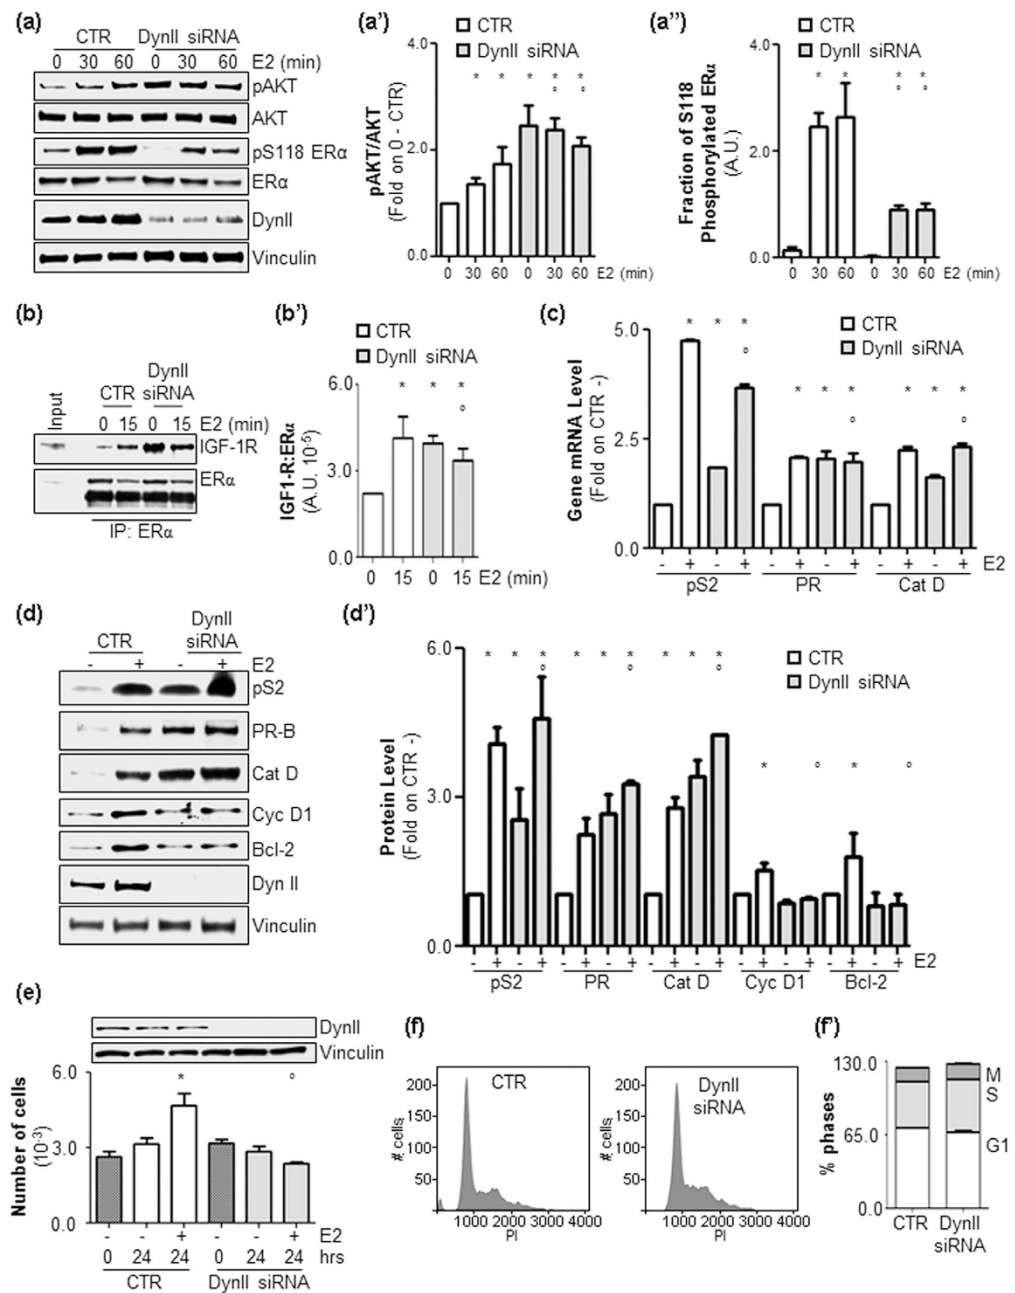 (a)
CTR DynII siRNA
0 30 60 0 30 60 E2 (min)
pAKT
AKT
pS118 ERα
ERα
DynII
Vinculin
(a')
CTR
DynII siRNA
pAKT/AKT
(Fold on 0 - CTR)
4.0
2.0
0.0
* * * * *
° °
0 30 60 0 30 60 E2 (min)
(a'')
CTR
DynII siRNA
Fraction of S118
Phosphorylated ERα
(A.U.)
4.0
2.0
0.0
* * * *
° °
0 30 60 0 30 60 E2 (min)
(b)
Input
CTR
DynII
siRNA
0 15 0 15 E2 (min)
IGF-1R
ERα
IP: ERα
(b')
CTR
DynII siRNA
IGF1-R:ERα
(A.U. 10-5)
6.0
3.0
0.0
* * *
°
0 15 0 15 E2 (min)
(c)
CTR
DynII siRNA
Gene mRNA Level
(Fold on CTR -)
5.0
2.5
0.0
* * * * * * * * *
° ° °
- + - + - + - + - + - + E2
pS2 PR Cat D
(d)
CTR
DynII
siRNA
- + - + E2
pS2
PR-B
Cat D
Cyc D1
Bcl-2
Dyn II
Vinculin
(d')
CTR
DynII siRNA
Protein Level
(Fold on CTR -)
6.0
3.0
0.0
* * * * * * * * *
° ° °
* ° * °
- + - + - + - + - + - + - + - + - + - + E2
pS2 PR Cat D Cyc D1 Bcl-2
(e)
DynII
Vinculin
Number of cells
(10-3)
6.0
3.0
0.0
* °
- - + - - + E2
0 24 24 0 24 24 hrs
CTR DynII siRNA
(f)
CTR
# cells
200
150
100
50
1000 2000 3000 4000
PI
DynII
siRNA
# cells
200
150
100
50
1000 2000 3000 4000
PI
(f')
% phases
130.0
65.0
0.0
M
S
G1
CTR DynII
siRNA